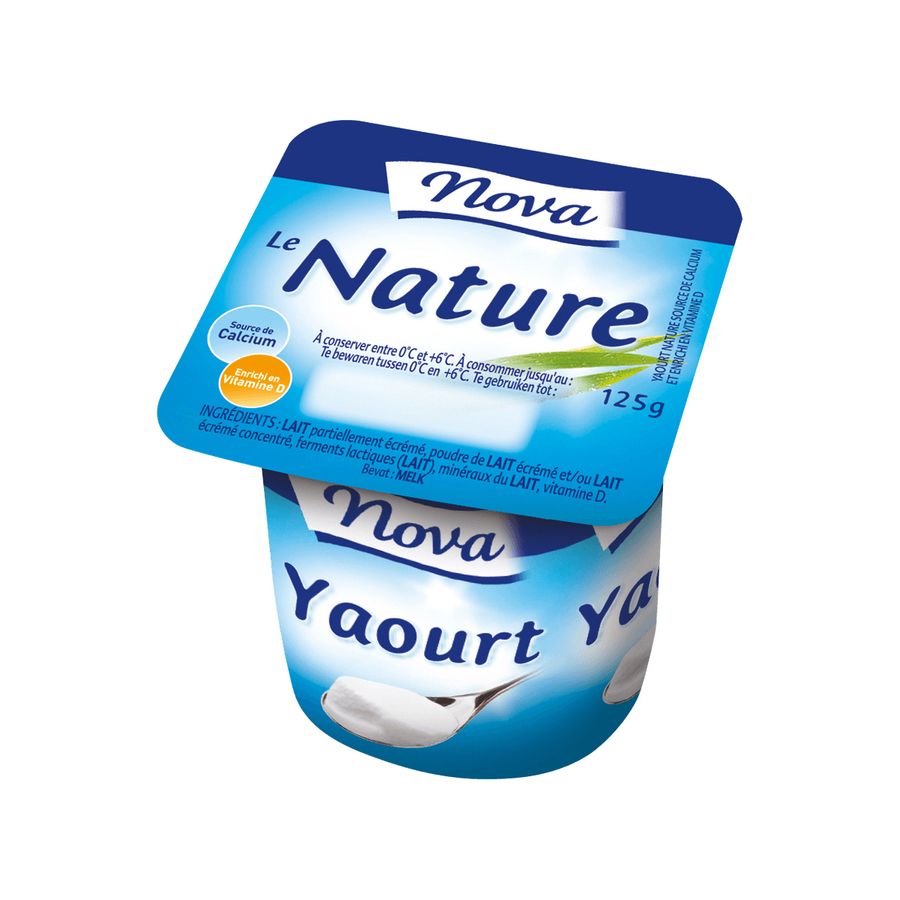 Nova
Le Nature
Source de
Calcium
Enrichi en
Vitamine D
À conserver entre 0°C et +6°C. À consommer jusqu'au :
Te bewaren tussen 0°C en +6°C. Te gebruiken tot :
125g
YAOURT NATURE SOURCE DE CALCIUM
ET ENRICHI EN VITAMINE D
INGRÉDIENTS : LAIT partiellement écrémé, poudre de LAIT écrémé et/ou LAIT
écrémé concentré, ferments lactiques (LAIT), minéraux du LAIT, vitamine D.
Bevat : MELK
Nova
Yaourt
Ya